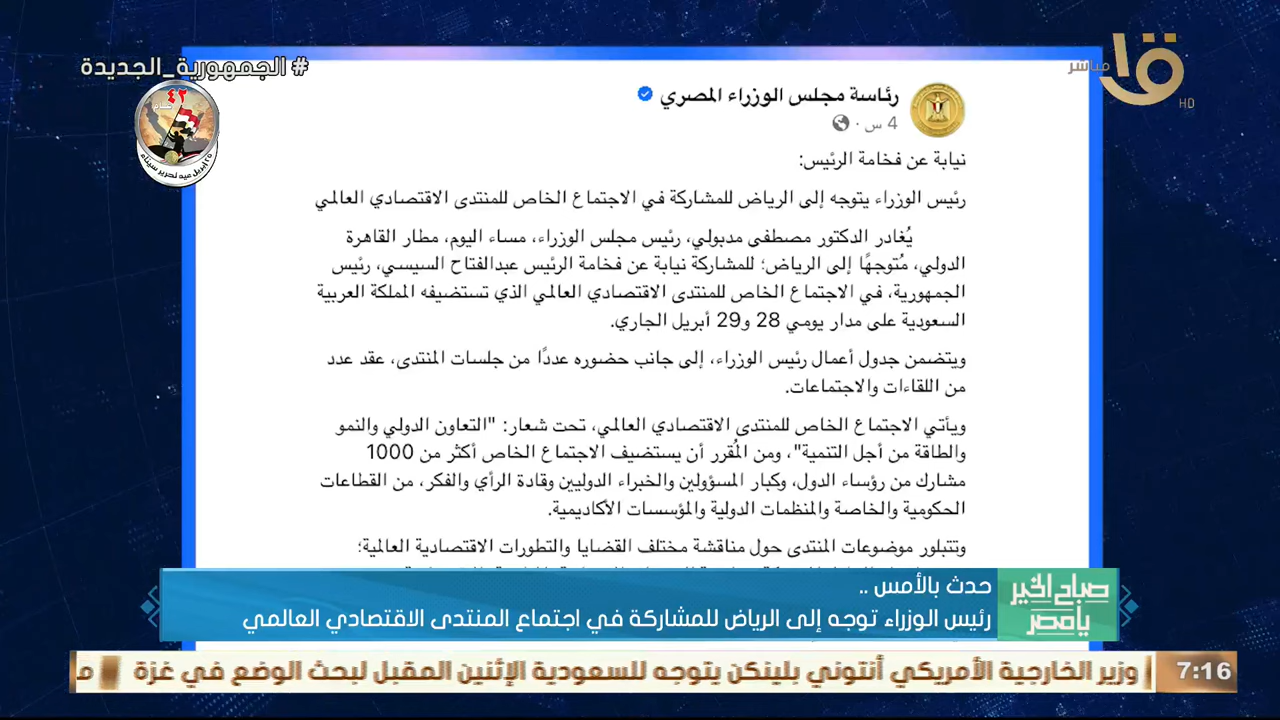 #الجمهورية_الجديدة
مباشر
HD
٤٢
عام
٢٥ ابريل عيد تحرير سيناء
رئاسة مجلس الوزراء المصري
4 س ·
نيابة عن فخامة الرئيس:
رئيس الوزراء يتوجه إلى الرياض للمشاركة في الاجتماع الخاص للمنتدى الاقتصادي العالمي
يُغادر الدكتور مصطفى مدبولي، رئيس مجلس الوزراء، مساء اليوم، مطار القاهرة
الدولي، مُتوجهًا إلى الرياض؛ للمشاركة نيابة عن فخامة الرئيس عبدالفتاح السيسي، رئيس
الجمهورية، في الاجتماع الخاص للمنتدى الاقتصادي العالمي الذي تستضيفه المملكة العربية
السعودية على مدار يومي 28 و29 أبريل الجاري.
ويتضمن جدول أعمال رئيس الوزراء، إلى جانب حضوره عددًا من جلسات المنتدى، عقد عدد
من اللقاءات والاجتماعات.
ويأتي الاجتماع الخاص للمنتدى الاقتصادي العالمي، تحت شعار: "التعاون الدولي والنمو
والطاقة من أجل التنمية"، ومن المُقرر أن يستضيف الاجتماع الخاص أكثر من 1000
مشارك من رؤساء الدول، وكبار المسؤولين والخبراء الدوليين وقادة الرأي والفكر، من القطاعات
الحكومية والخاصة والمنظمات الدولية والمؤسسات الأكاديمية.
وتتبلور موضوعات المنتدى حول مناقشة مختلف القضايا والتطورات الاقتصادية العالمية؛
صباح الخير
يا مصر
حدث بالأمس ..
رئيس الوزراء توجه إلى الرياض للمشاركة في اجتماع المنتدى الاقتصادي العالمي
7:16
وزير الخارجية الأمريكي أنتوني بلينكن يتوجه للسعودية الإثنين المقبل لبحث الوضع في غزة